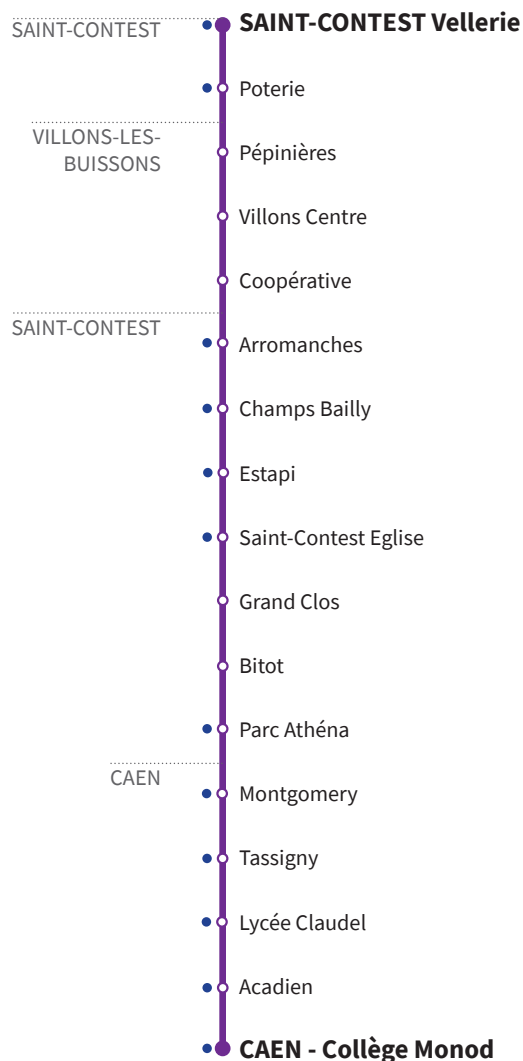 SAINT-CONTEST
SAINT-CONTEST Vellerie
Poterie
VILLONS-LES-
BUISSONS
Pépinières
Villons Centre
Coopérative
SAINT-CONTEST
Arromanches
Champs Bailly
Estapi
Saint-Contest Eglise
Grand Clos
Bitot
Parc Athéna
CAEN
Montgomery
Tassigny
Lycée Claudel
Acadien
CAEN - Collège Monod